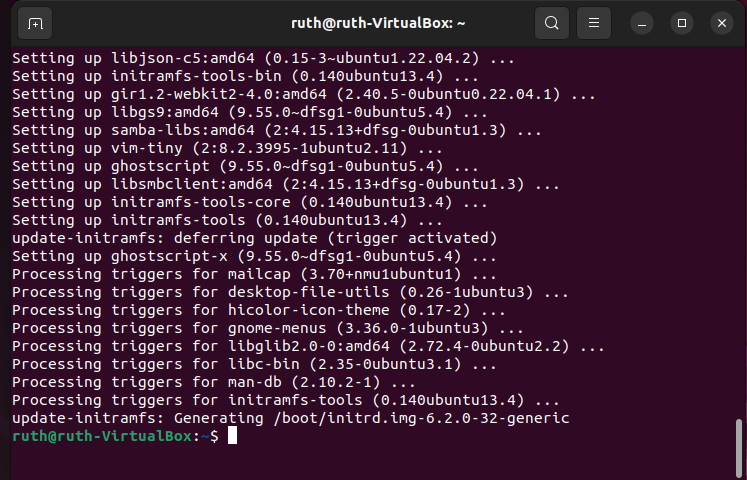 ruth@ruth-VirtualBox: ~
Setting up libjson-c5:amd64 (0.15-3~ubuntu1.22.04.2) ...
Setting up initramfs-tools-bin (0.140ubuntu13.4) ...
Setting up gir1.2-webkit2-4.0:amd64 (2.40.5-0ubuntu0.22.04.1) ...
Setting up libgs9:amd64 (9.55.0~dfsg1-0ubuntu5.4) ...
Setting up samba-libs:amd64 (2:4.15.13+dfsg-0ubuntu1.3) ...
Setting up vim-tiny (2:8.2.3995-1ubuntu2.11) ...
Setting up ghostscript (9.55.0~dfsg1-0ubuntu5.4) ...
Setting up libsmbclient:amd64 (2:4.15.13+dfsg-0ubuntu1.3) ...
Setting up initramfs-tools-core (0.140ubuntu13.4) ...
Setting up initramfs-tools (0.140ubuntu13.4) ...
update-initramfs: deferring update (trigger activated)
Setting up ghostscript-x (9.55.0~dfsg1-0ubuntu5.4) ...
Processing triggers for mailcap (3.70+nmu1ubuntu1) ...
Processing triggers for desktop-file-utils (0.26-1ubuntu3) ...
Processing triggers for hicolor-icon-theme (0.17-2) ...
Processing triggers for gnome-menus (3.36.0-1ubuntu3) ...
Processing triggers for libglib2.0-0:amd64 (2.72.4-0ubuntu2.2) ...
Processing triggers for libc-bin (2.35-0ubuntu3.1) ...
Processing triggers for man-db (2.10.2-1) ...
Processing triggers for initramfs-tools (0.140ubuntu13.4) ...
update-initramfs: Generating /boot/initrd.img-6.2.0-32-generic
ruth@ruth-VirtualBox:~$